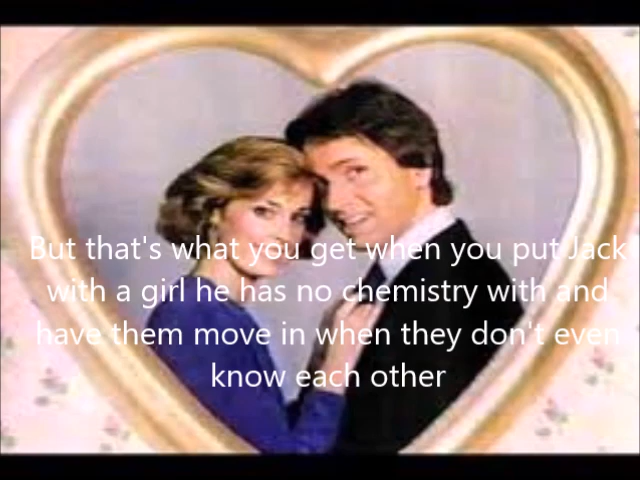 But that's what you get when you put Jack
with a girl he has no chemistry with and
have them move in when they don't even
know each other